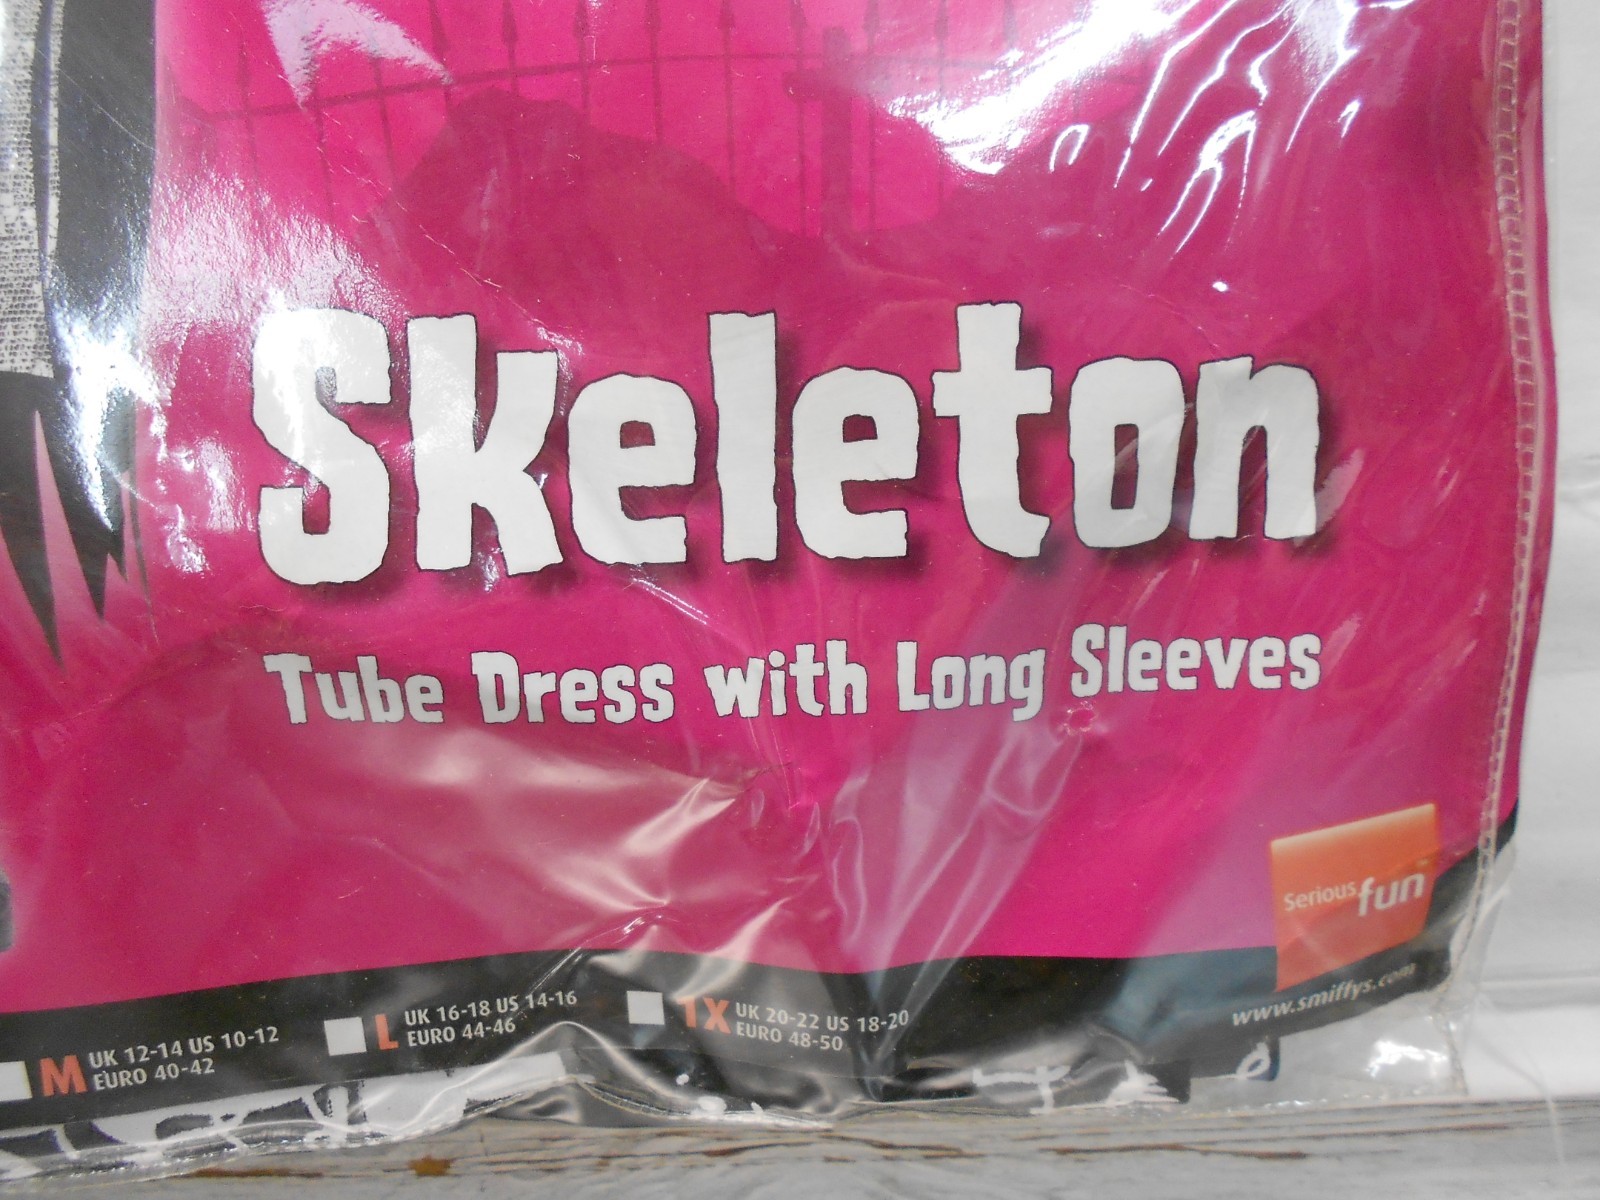 Skeleton
Tube Dress with Long Sleeves
Serious fun
www.smiffys.com
M UK 12-14 US 10-12
EURO 40-42
L UK 16-18 US 14-16
EURO 44-46
1X UK 20-22 US 18-20
EURO 48-50